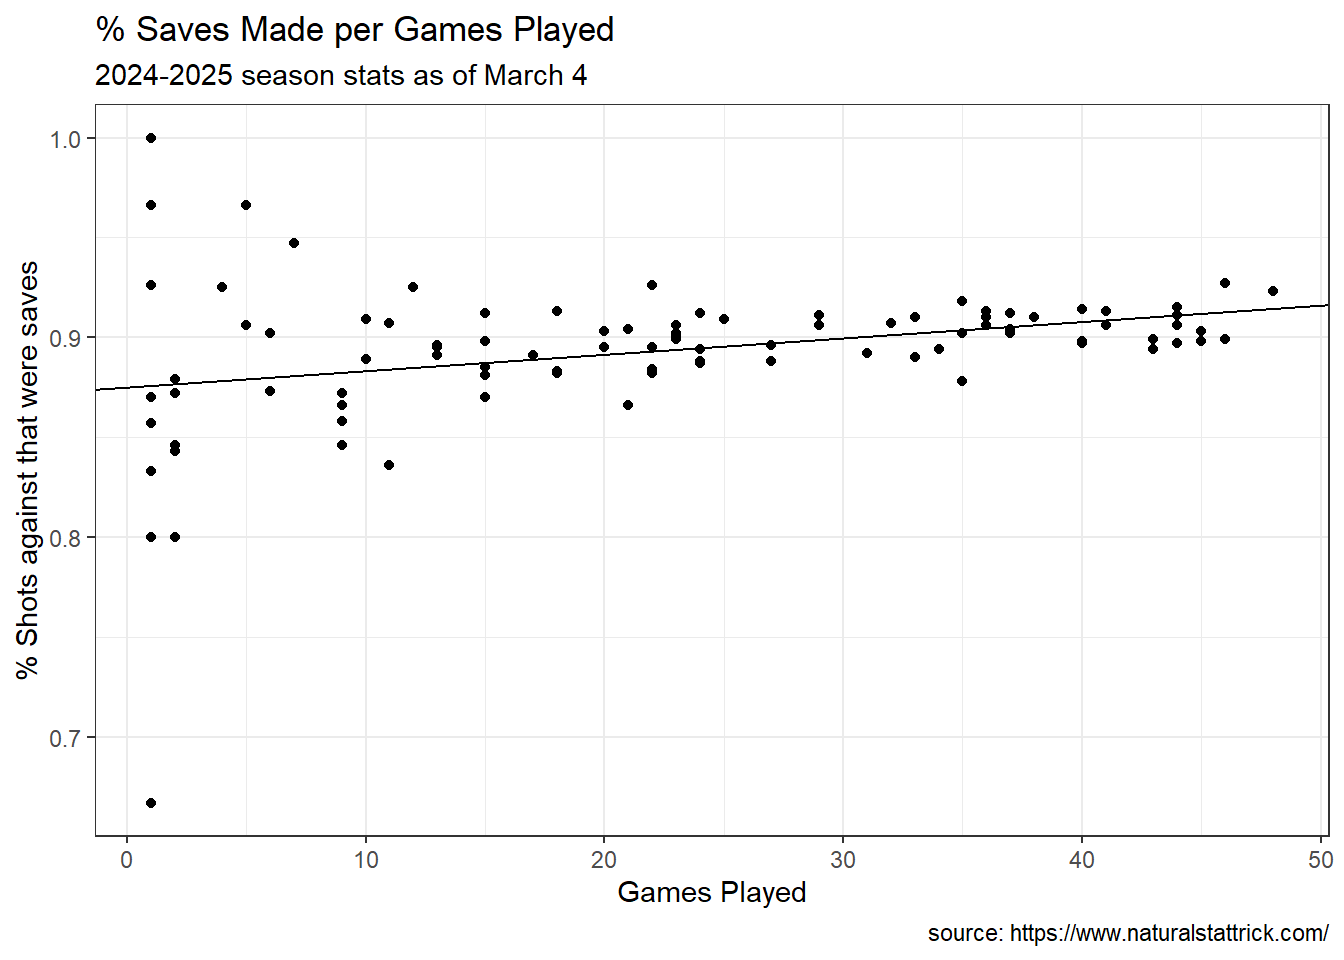 % Saves Made per Games Played
2024-2025 season stats as of March 4
% Shots against that were saves
1.0
0.9
0.8
0.7
0
10
20
30
40
50
Games Played
source: https://www.naturalstattrick.com/